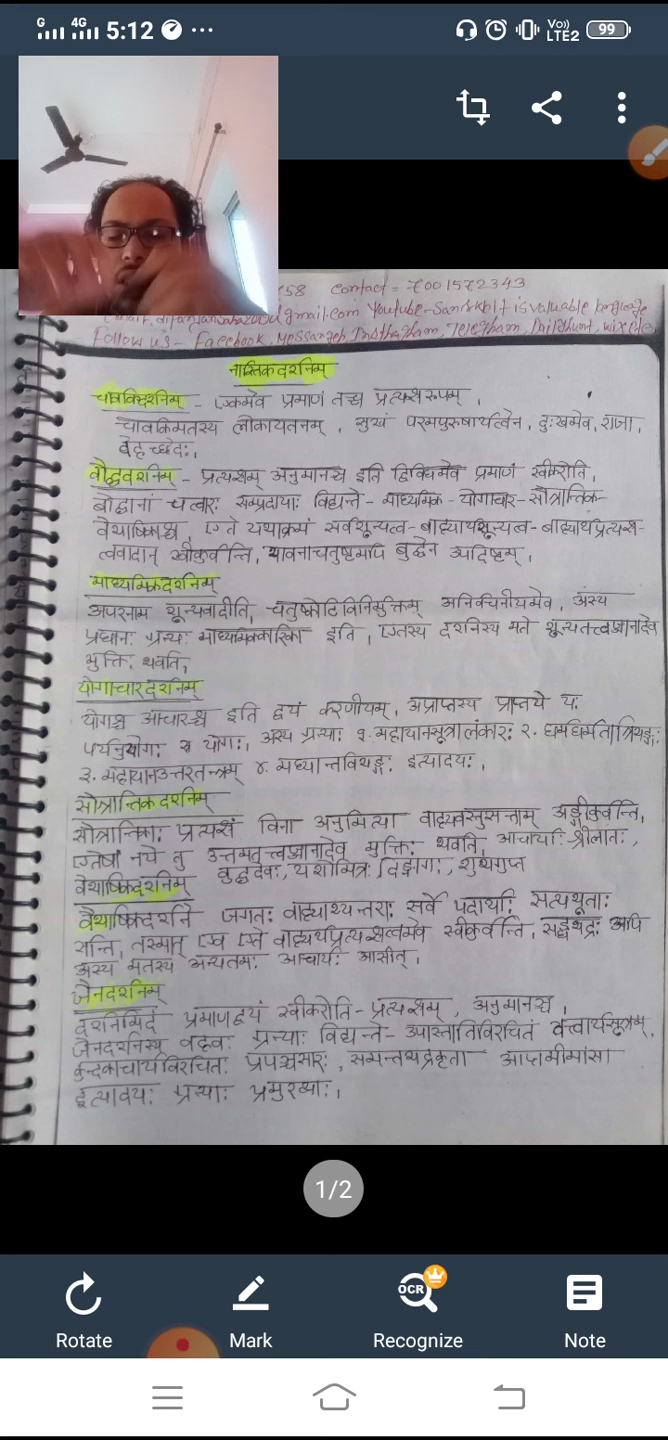 G 4G 5:12 ...
Vo)) LTE2 99
58 Contact = 7001572343
gmail.com YouTube-Sanskrit is valuable language
Follow us - Facebook, Messanger, Telegram, Dailyhunt,
नास्तिकदर्शनम्
चार्वाकदर्शनम् - एकमेव प्रमाणं तच्च प्रत्यक्षरूपम् ।
चार्वाकमतस्य लोकायतनम् , सुखं परमपुरुषार्थत्वेन, दुःखमेव, राजा,
देहच्छेदः।
बौद्धदर्शनम् - प्रत्यक्षम् अनुमानञ्च इति द्विविधमेव प्रमाणं स्वीकरोति,
बौद्धानां चत्वारः सम्प्रदायाः विद्यन्ते - माध्यमिक - योगाचार - सौत्रान्तिक-
वैभाषिकाश्च एते यथाक्रमं सर्वशून्यत्व - बाह्यार्थशून्यत्व - बाह्यार्थप्रत्यक्ष-
त्ववादान् स्वीकुर्वन्ति, भावनाचतुष्टमपि बुद्धेन उपदिष्टम् ।
माध्यमिकदर्शनम्
अपरनाम शून्यवादीति, चतुष्कोटिविनिर्मुक्तम् अनिर्वचनीयमेव, अस्य
प्रधानः ग्रन्थः माध्यमिककारिका इति, एतस्य दर्शनस्य मते शून्यतत्त्वज्ञानादेव
मुक्तिः भवति,
योगाचारदर्शनम्
योगश्च आचारश्च इति द्वयं करणीयम्, अप्राप्तस्य प्राप्तये यः
पर्यनुयोगः स योगः, अस्य ग्रन्थाः १. महायानसूत्रालंकारः २. धर्मधर्मताविभङ्गः
३. महायानउत्तरतन्त्रम् ४. मध्यान्तविभङ्गः इत्यादयः ।
सौत्रान्तिकदर्शनम्
सौत्रान्तिकाः प्रत्यक्षं विना अनुमित्या बाह्यवस्तुसत्ताम् अङ्गीकुर्वन्ति,
एतेषां नये तु उत्तमतत्त्वज्ञानादेव मुक्तिः भवति, आचार्याः श्रीलातः,
बुद्धदेवः, यशोमित्रः दिङ्नागः, शुभगुप्त
वैभाषिकदर्शनम्
वैभाषिकदर्शने जगतः बाह्याभ्यन्तराः सर्वे पदार्थाः सत्यभूताः
सन्ति, तस्मात् एव एते बाह्यार्थप्रत्यक्षत्वमेव स्वीकुर्वन्ति, सङ्घभद्रः अपि
अस्य मतस्य अन्यतमः आचार्यः आसीत् ।
जैनदर्शनम्
दर्शनमिदं प्रमाणद्वयं स्वीकरोति - प्रत्यक्षम् , अनुमानञ्च ।
जैनदर्शनस्य बहवः ग्रन्थाः विद्यन्ते - उमास्वातिविरचितं तत्त्वार्थसूत्रम्,
कुन्दकाचार्यविरचितः प्रपञ्चसारः , समन्तभद्रकृता आप्तमीमांसा
इत्यादयः ग्रन्थाः प्रमुखाः ।
1/2
OCR
Rotate Mark Recognize Note